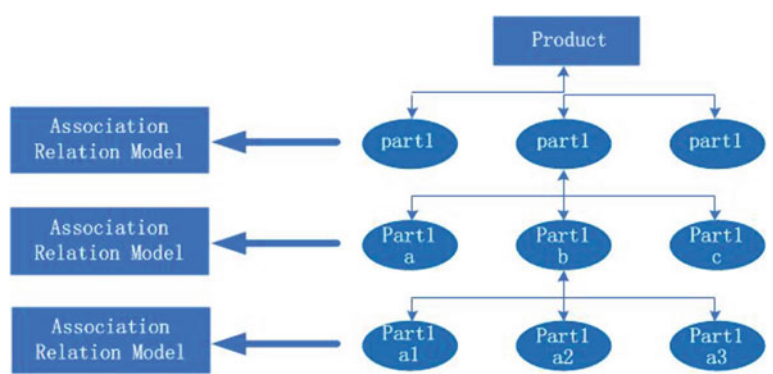 Product
Association
Relation Model
part1
part1
part1
Association
Relation Model
Part1
a
Part1
b
Part1
c
Association
Relation Model
Part1
a1
Part1
a2
Part1
a3